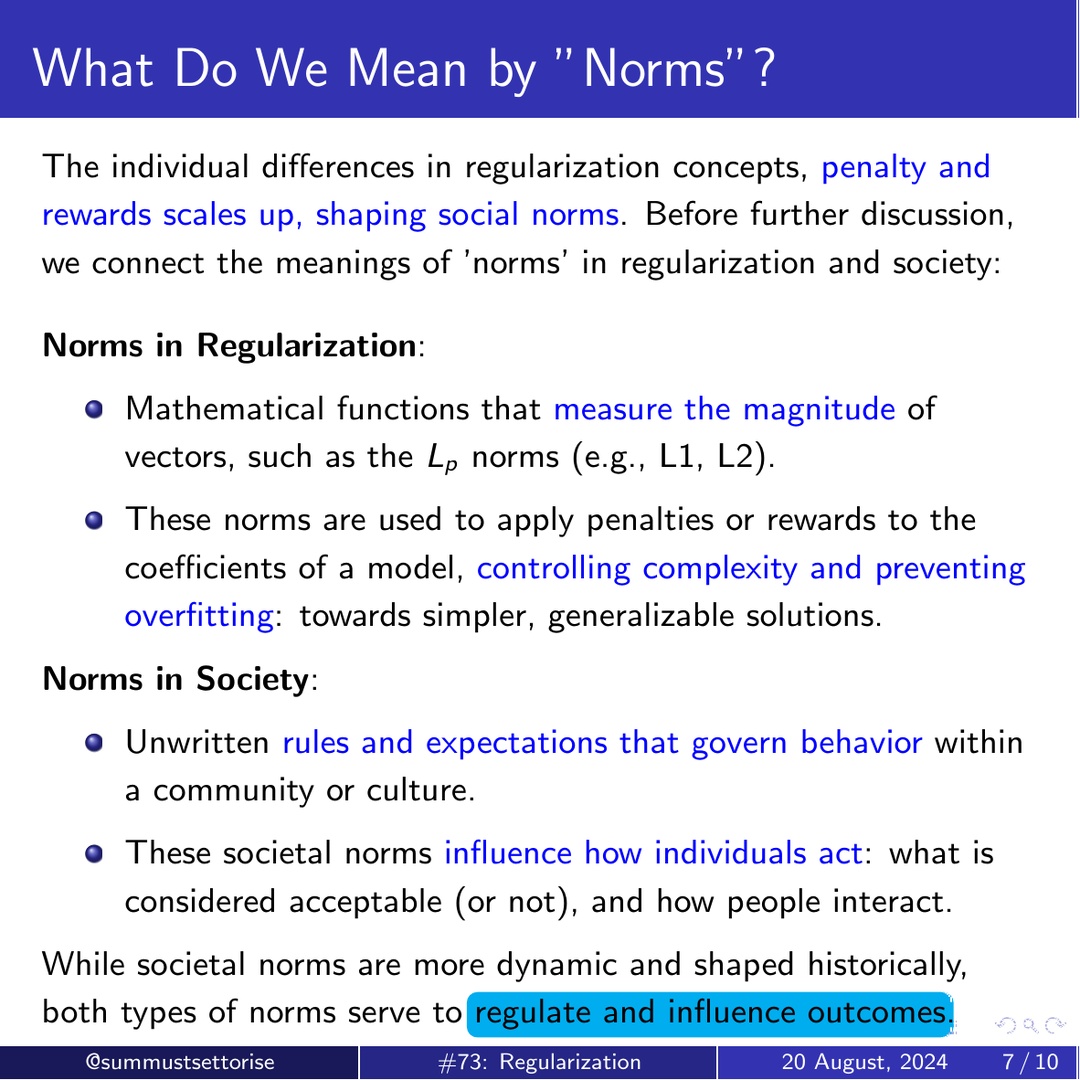 What Do We Mean by ”Norms”?
The individual differences in regularization concepts, penalty and
rewards scales up, shaping social norms. Before further discussion,
we connect the meanings of ’norms’ in regularization and society:
Norms in Regularization:
Mathematical functions that measure the magnitude of
vectors, such as the Lp norms (e.g., L1, L2).
These norms are used to apply penalties or rewards to the
coefficients of a model, controlling complexity and preventing
overfitting: towards simpler, generalizable solutions.
Norms in Society:
Unwritten rules and expectations that govern behavior within
a community or culture.
These societal norms influence how individuals act: what is
considered acceptable (or not), and how people interact.
While societal norms are more dynamic and shaped historically,
both types of norms serve to regulate and influence outcomes.
@summustsettorise #73: Regularization 20 August, 2024 7 / 10